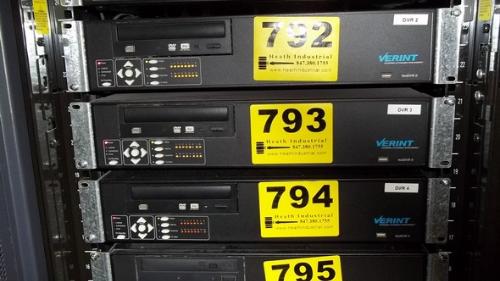 792
Heath Industrial
847.380.1755
www.heathindustrial.com
DVR 2
VERINT
793
Heath Industrial
847.380.1755
www.heathindustrial.com
DVR 3
VERINT
794
Heath Industrial
847.380.1755
www.heathindustrial.com
DVR 4
VERINT
795